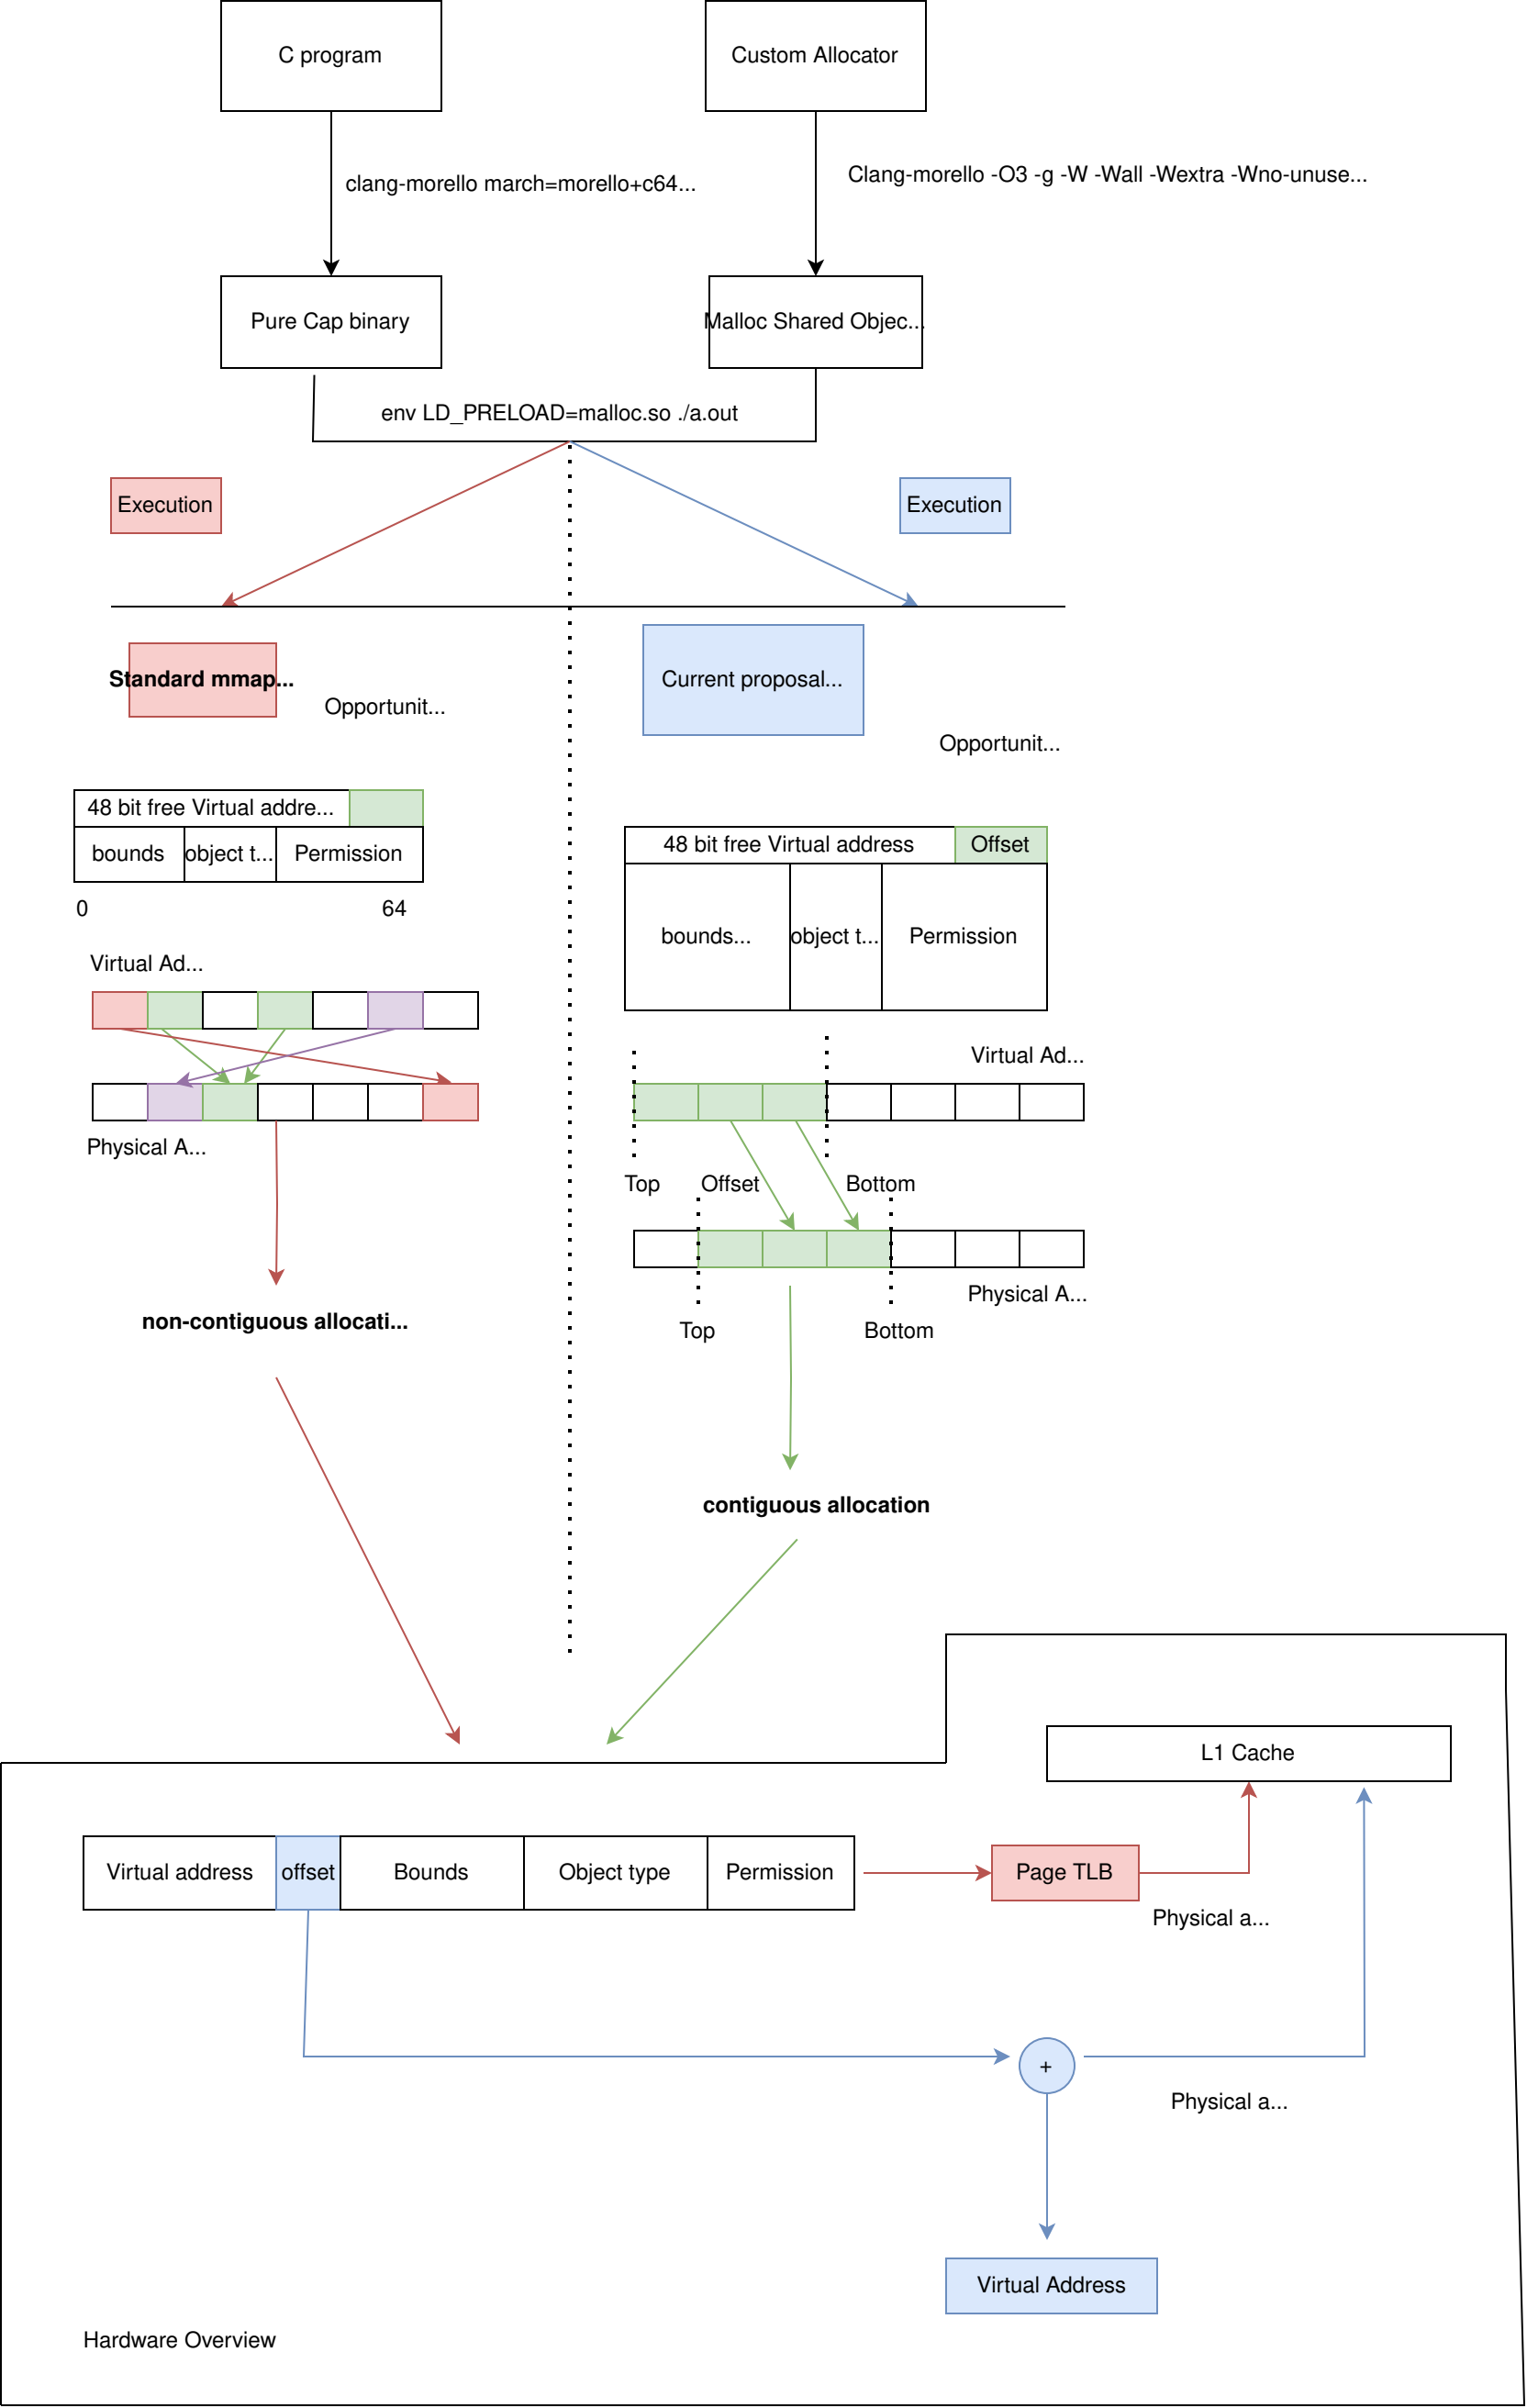 C program
Custom Allocator
clang-morello march=morello+c64...
Clang-morello -O3 -g -W -Wall -Wextra -Wno-unuse...
Pure Cap binary
Malloc Shared Objec...
env LD_PRELOAD=malloc.so ./a.out
Execution
Execution
Standard mmap...
Opportunit...
Current proposal...
Opportunit...
48 bit free Virtual addre...
bounds
object t...
Permission
0
64
48 bit free Virtual address
Offset
bounds...
object t...
Permission
Virtual Ad...
Physical A...
Virtual Ad...
Top
Offset
Bottom
Physical A...
Top
Bottom
non-contiguous allocati...
contiguous allocation
L1 Cache
Virtual address
offset
Bounds
Object type
Permission
Page TLB
Physical a...
+
Physical a...
Virtual Address
Hardware Overview